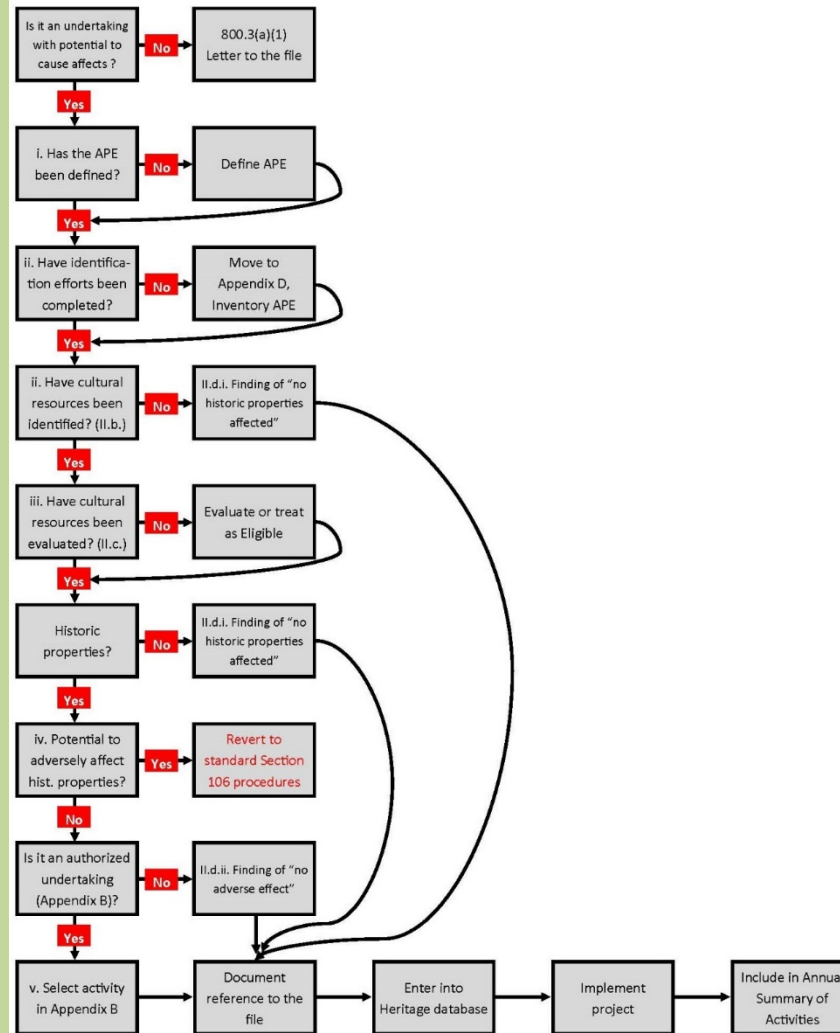 Is it an undertaking
with potential to
cause affects ?
No
800.3(a)(1)
Letter to the file
Yes
i. Has the APE
been defined?
No
Define APE
Yes
ii. Have identifica-
tion efforts been
completed?
No
Move to
Appendix D,
Inventory APE
Yes
ii. Have cultural
resources been
identified? (II.b.)
No
II.d.i. Finding of “no
historic properties
affected”
Yes
iii. Have cultural
resources been
evaluated? (II.c.)
No
Evaluate or treat
as Eligible
Yes
Historic
properties?
No
II.d.i. Finding of “no
historic properties
affected”
Yes
iv. Potential to
adversely affect
hist. properties?
Yes
Revert to
standard Section
106 procedures
No
Is it an authorized
undertaking
(Appendix B)?
No
II.d.ii. Finding of “no
adverse effect”
Yes
v. Select activity
in Appendix B
Document
reference to the
file
Enter into
Heritage database
Implement
project
Include in Annual
Summary of
Activities